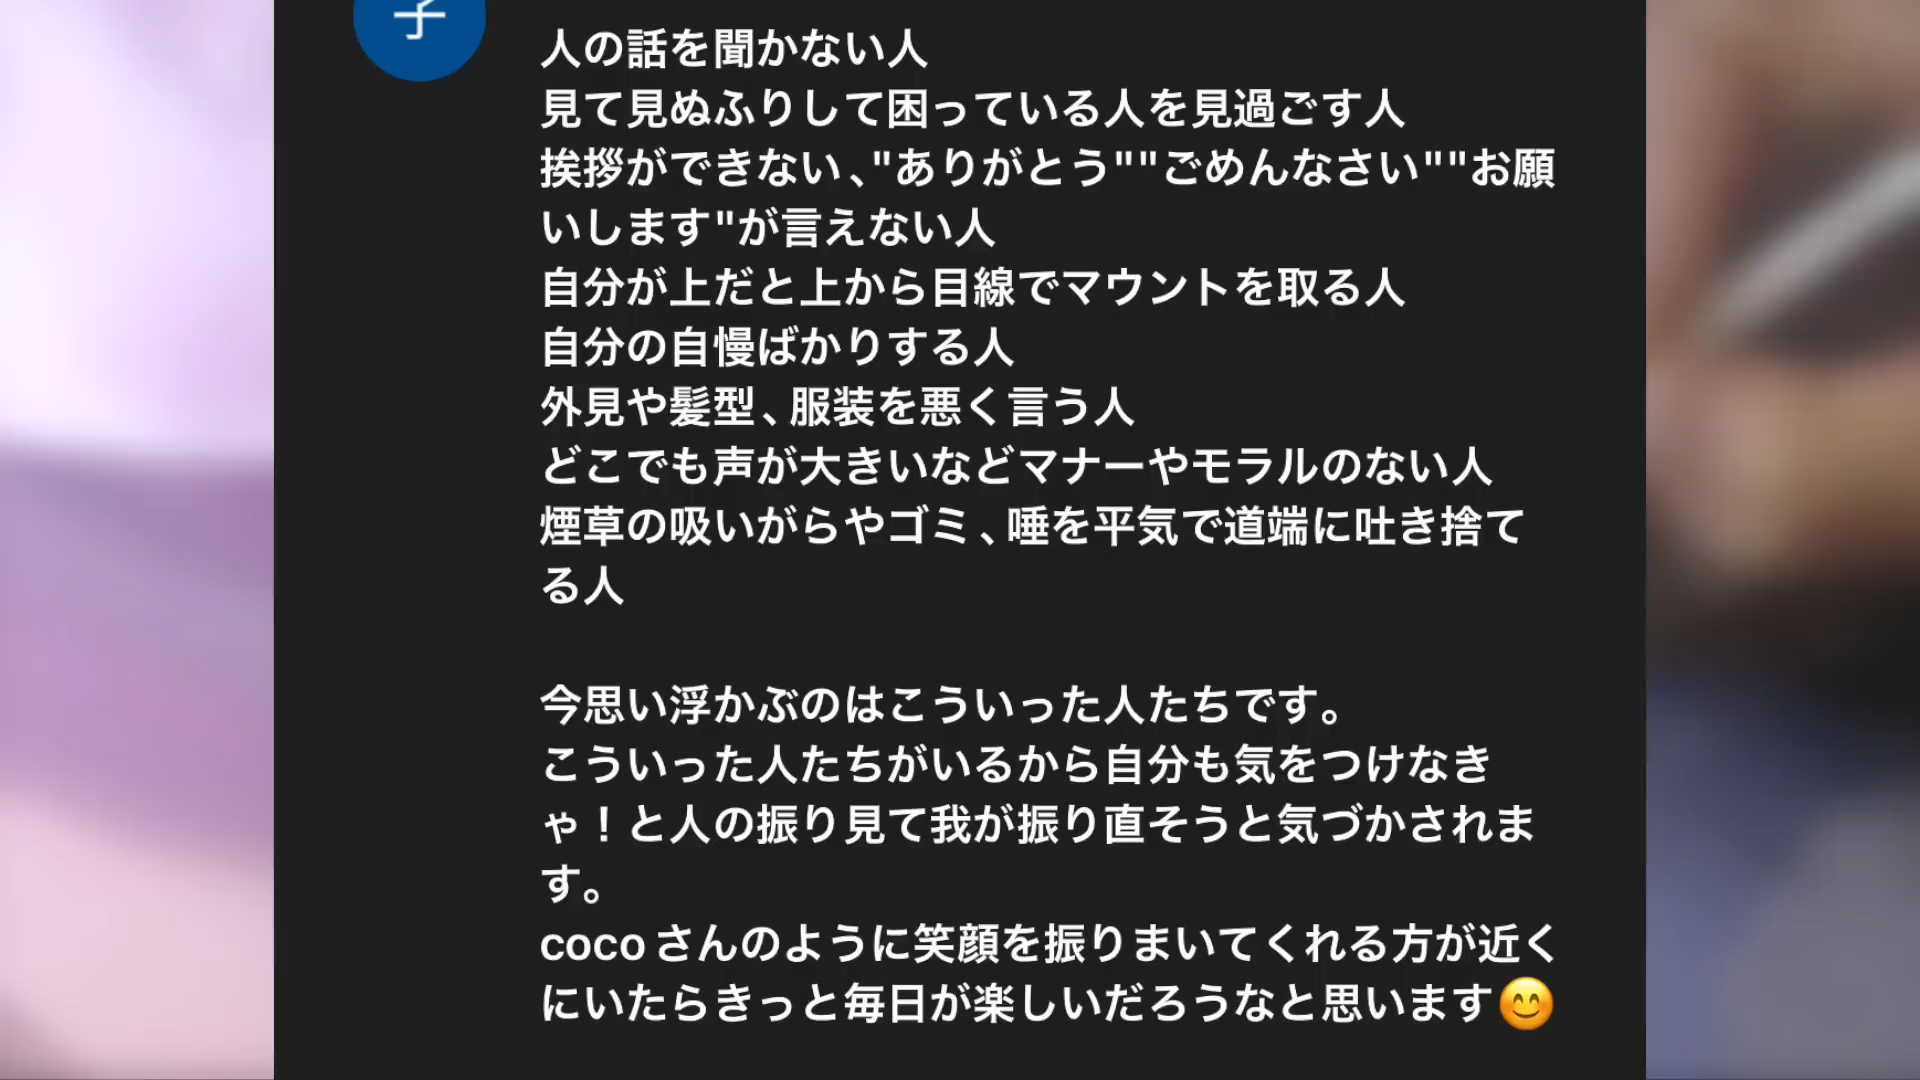 子
人の話を聞かない人
見て見ぬふりして困っている人を見過ごす人
挨拶ができない、"ありがとう""ごめんなさい""お願
いします"が言えない人
自分が上だと上から目線でマウントを取る人
自分の自慢ばかりする人
外見や髪型、服装を悪く言う人
どこでも声が大きいなどマナーやモラルのない人
煙草の吸いがらやゴミ、唾を平気で道端に吐き捨て
る人
今思い浮かぶのはこういった人たちです。
こういった人たちがいるから自分も気をつけなき
ゃ！と人の振り見て我が振り直そうと気づかされま
す。
cocoさんのように笑顔を振りまいてくれる方が近く
にいたらきっと毎日が楽しいだろうなと思います😊